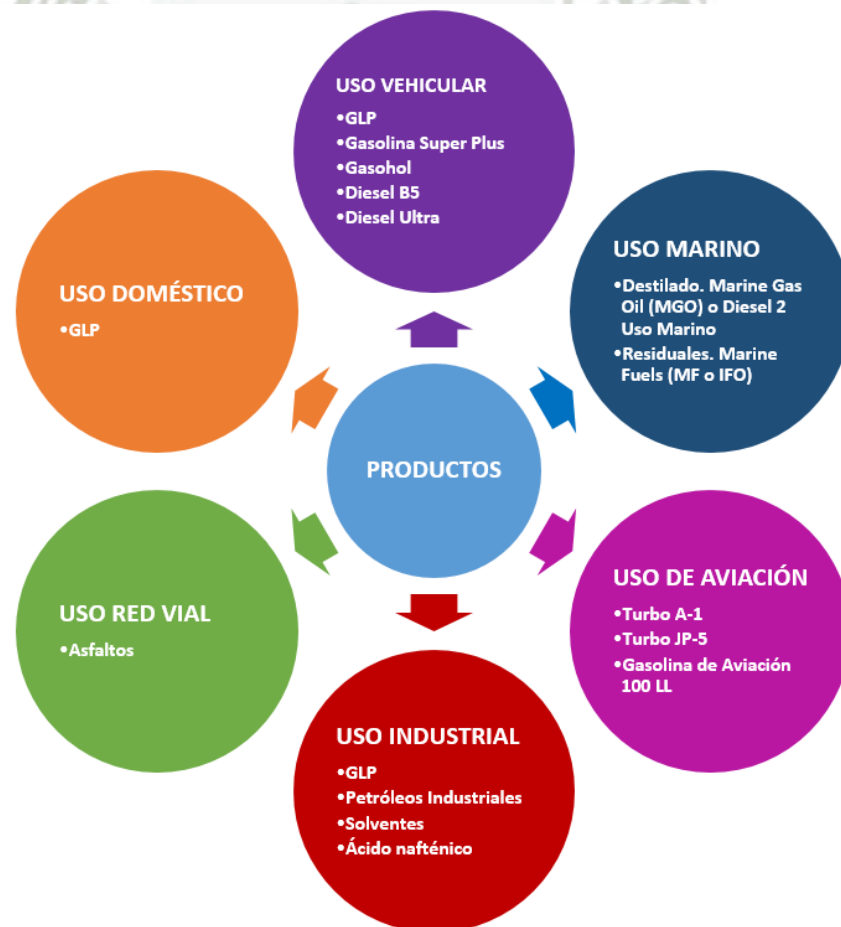 USO VEHICULAR
•GLP
•Gasolina Super Plus
•Gasohol
•Diesel B5
•Diesel Ultra
USO MARINO
•Destilado. Marine Gas
Oil (MGO) o Diesel 2
Uso Marino
•Residuales. Marine
Fuels (MF o IFO)
USO DE AVIACIÓN
•Turbo A-1
•Turbo JP-5
•Gasolina de Aviación
100 LL
USO INDUSTRIAL
•GLP
•Petróleos Industriales
•Solventes
•Ácido nafténico
USO RED VIAL
•Asfaltos
USO DOMÉSTICO
•GLP
PRODUCTOS